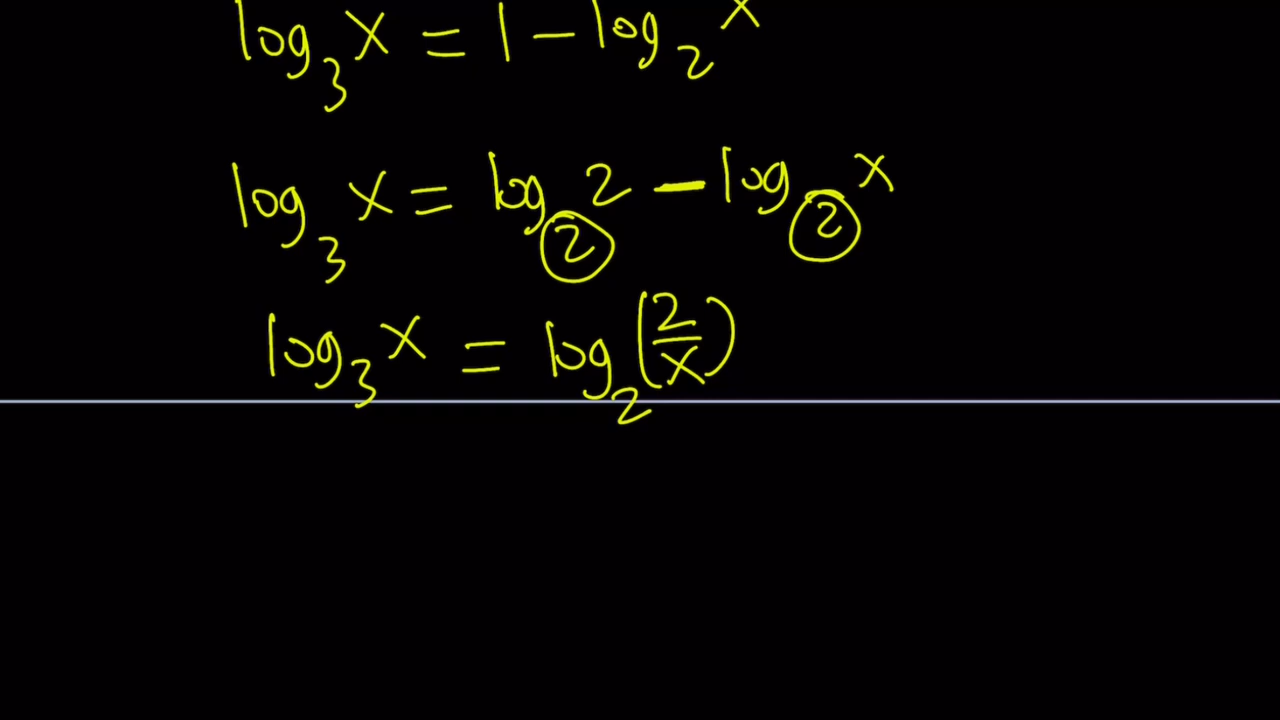 log₃ x = 1 - log₂ x
log₃ x = log₂ 2 - log₂ x
log₃ x = log₂ (2/x)